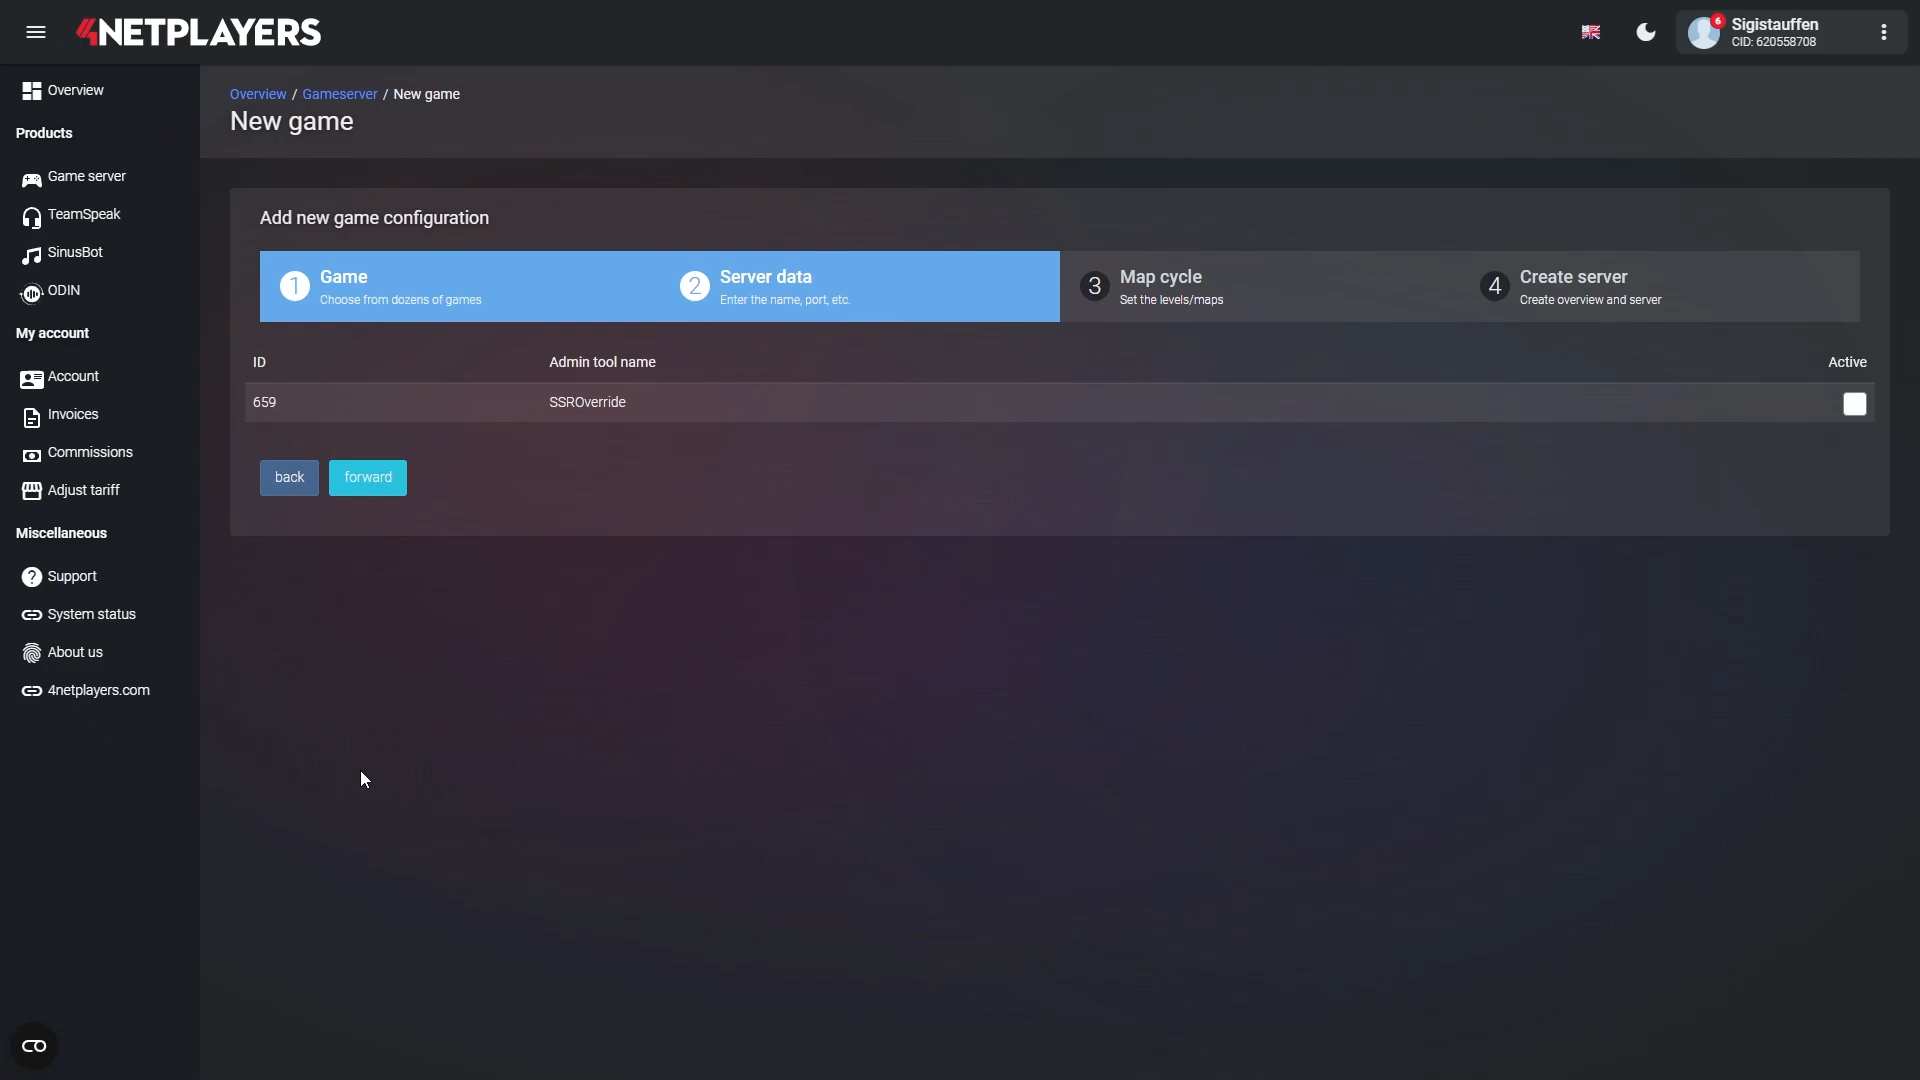 4NETPLAYERS
6
Sigistauffen
CID: 620558708
Overview
Products
Game server
TeamSpeak
SinusBot
ODIN
My account
Account
Invoices
Commissions
Adjust tariff
Miscellaneous
Support
System status
About us
4netplayers.com
Overview / Gameserver / New game
New game
Add new game configuration
1 Game
Choose from dozens of games
2 Server data
Enter the name, port, etc.
3 Map cycle
Set the levels/maps
4 Create server
Create overview and server
ID Admin tool name Active
659 SSROverride
back forward